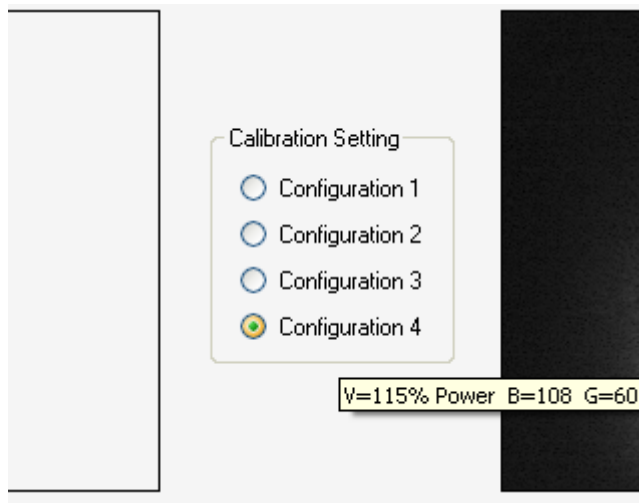 Calibration Setting
Configuration 1
Configuration 2
Configuration 3
Configuration 4
V=115% Power B=108 G=60